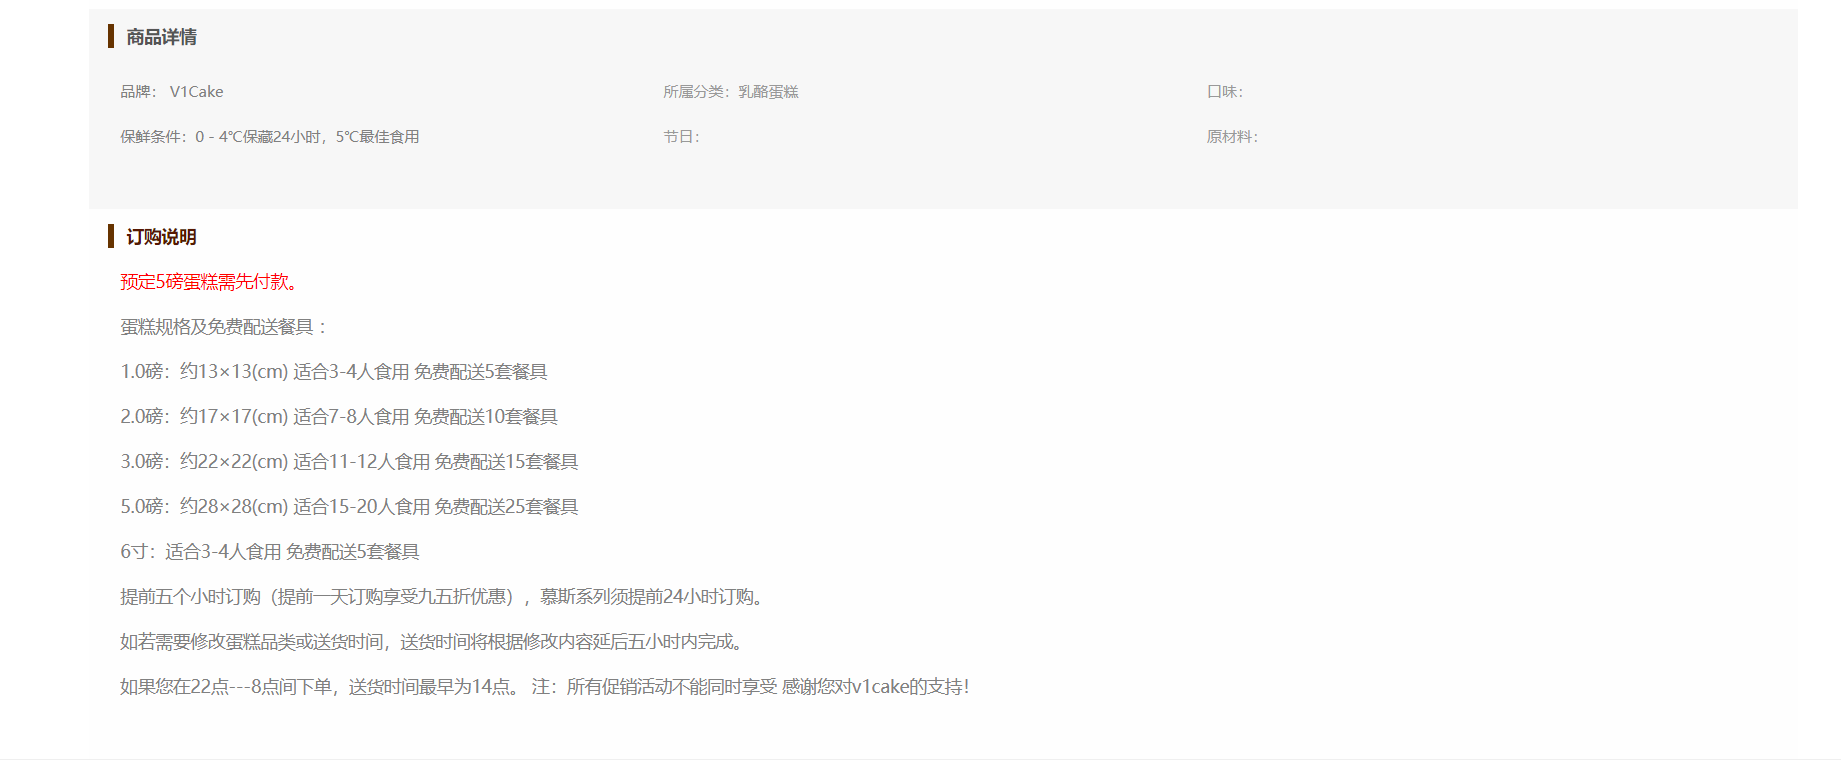 商品详情
品牌： V1Cake
所属分类：乳酪蛋糕
口味：
保鲜条件：0 - 4℃保藏24小时，5℃最佳食用
节日：
原材料：
订购说明
预定5磅蛋糕需先付款。
蛋糕规格及免费配送餐具 ：
1.0磅：约13×13(cm) 适合3-4人食用 免费配送5套餐具
2.0磅：约17×17(cm) 适合7-8人食用 免费配送10套餐具
3.0磅：约22×22(cm) 适合11-12人食用 免费配送15套餐具
5.0磅：约28×28(cm) 适合15-20人食用 免费配送25套餐具
6寸：适合3-4人食用 免费配送5套餐具
提前五个小时订购（提前一天订购享受九五折优惠），慕斯系列须提前24小时订购。
如若需要修改蛋糕品类或送货时间，送货时间将根据修改内容延后五小时内完成。
如果您在22点---8点间下单，送货时间最早为14点。 注：所有促销活动不能同时享受 感谢您对v1cake的支持！